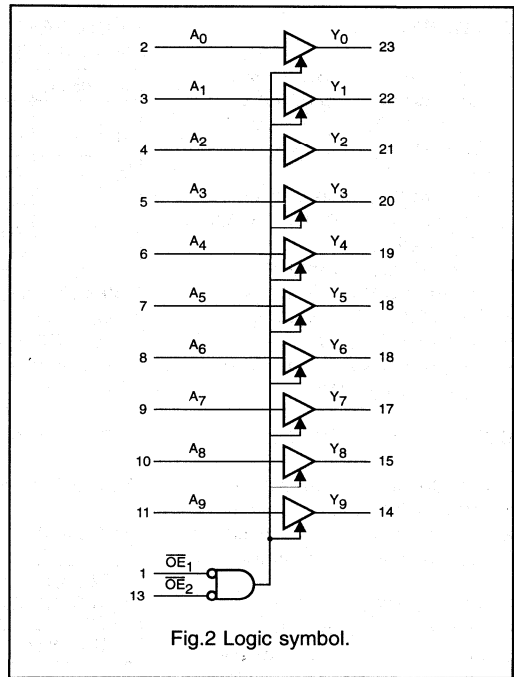 2 A0 Y0 23
3 A1 Y1 22
4 A2 Y2 21
5 A3 Y3 20
6 A4 Y4 19
7 A5 Y5 18
8 A6 Y6 18
9 A7 Y7 17
10 A8 Y8 15
11 A9 Y9 14
1 O̅E̅1
13 O̅E̅2
Fig.2 Logic symbol.